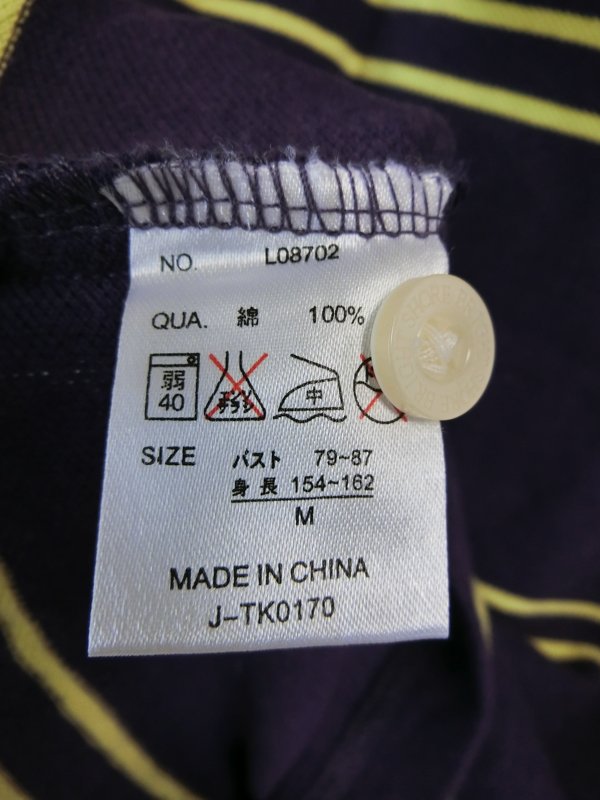 NO. L08702
QUA. 綿 100%
弱
40
中
SIZE バスト 79~87
身長 154~162
M
MADE IN CHINA
J-TK0170